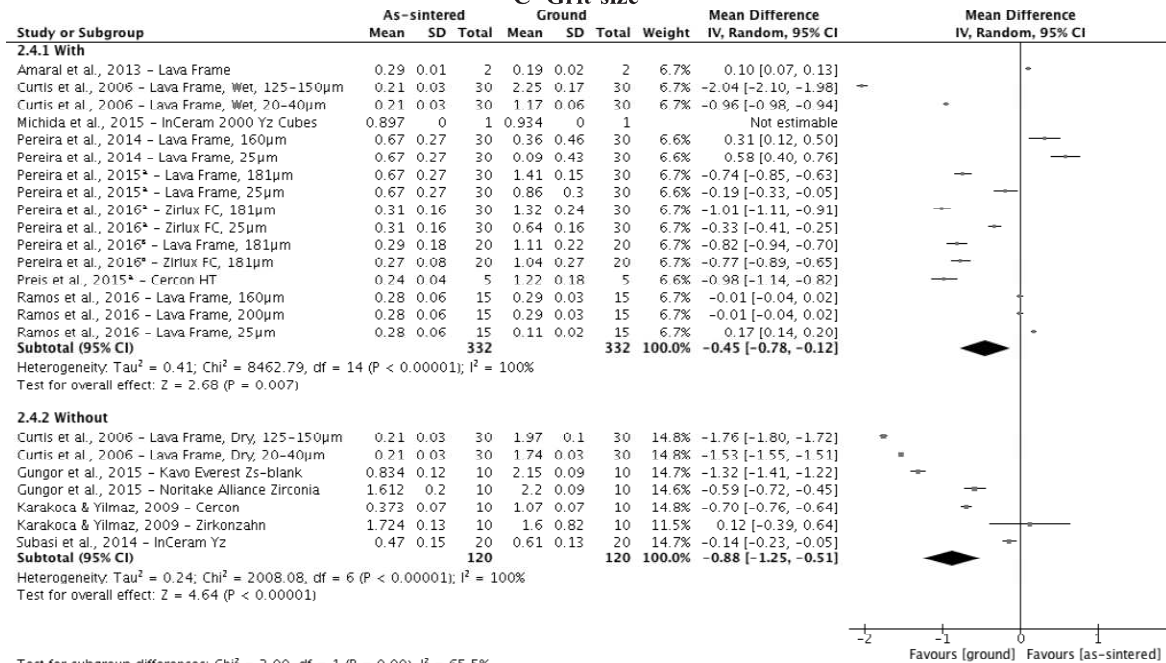 C Grit size
As-sintered Ground Mean Difference Mean Difference
Study or Subgroup Mean SD Total Mean SD Total Weight IV, Random, 95% CI IV, Random, 95% CI
2.4.1 With
Amaral et al., 2013 – Lava Frame 0.29 0.01 2 0.19 0.02 2 6.7% 0.10 [0.07, 0.13]
Curtis et al., 2006 – Lava Frame, Wet, 125–150µm 0.21 0.03 30 2.25 0.17 30 6.7% −2.04 [−2.10, −1.98]
Curtis et al., 2006 – Lava Frame, Wet, 20–40µm 0.21 0.03 30 1.17 0.06 30 6.7% −0.96 [−0.98, −0.94]
Michida et al., 2015 – InCeram 2000 Yz Cubes 0.897 0 1 0.934 0 1 Not estimable
Pereira et al., 2014 – Lava Frame, 160µm 0.67 0.27 30 0.36 0.46 30 6.6% 0.31 [0.12, 0.50]
Pereira et al., 2014 – Lava Frame, 25µm 0.67 0.27 30 0.09 0.43 30 6.6% 0.58 [0.40, 0.76]
Pereira et al., 2015ᵃ – Lava Frame, 181µm 0.67 0.27 30 1.41 0.15 30 6.7% −0.74 [−0.85, −0.63]
Pereira et al., 2015ᵃ – Lava Frame, 25µm 0.67 0.27 30 0.86 0.3 30 6.6% −0.19 [−0.33, −0.05]
Pereira et al., 2016ᵃ – Zirlux FC, 181µm 0.31 0.16 30 1.32 0.24 30 6.7% −1.01 [−1.11, −0.91]
Pereira et al., 2016ᵃ – Zirlux FC, 25µm 0.31 0.16 30 0.64 0.16 30 6.7% −0.33 [−0.41, −0.25]
Pereira et al., 2016 – Lava Frame, 181µm 0.29 0.18 20 1.11 0.22 20 6.7% −0.82 [−0.94, −0.70]
Pereira et al., 2016 – Zirlux FC, 181µm 0.27 0.08 20 1.04 0.27 20 6.7% −0.77 [−0.89, −0.65]
Preis et al., 2015ᵃ – Cercon HT 0.24 0.04 5 1.22 0.18 5 6.6% −0.98 [−1.14, −0.82]
Ramos et al., 2016 – Lava Frame, 160µm 0.28 0.06 15 0.29 0.03 15 6.7% −0.01 [−0.04, 0.02]
Ramos et al., 2016 – Lava Frame, 200µm 0.28 0.06 15 0.29 0.03 15 6.7% −0.01 [−0.04, 0.02]
Ramos et al., 2016 – Lava Frame, 25µm 0.28 0.06 15 0.11 0.02 15 6.7% 0.17 [0.14, 0.20]
Subtotal (95% CI) 332 332 100.0% −0.45 [−0.78, −0.12]
Heterogeneity: Tau² = 0.41; Chi² = 8462.79, df = 14 (P < 0.00001); I² = 100%
Test for overall effect: Z = 2.68 (P = 0.007)
2.4.2 Without
Curtis et al., 2006 – Lava Frame, Dry, 125–150µm 0.21 0.03 30 1.97 0.1 30 14.8% −1.76 [−1.80, −1.72]
Curtis et al., 2006 – Lava Frame, Dry, 20–40µm 0.21 0.03 30 1.74 0.03 30 14.8% −1.53 [−1.55, −1.51]
Gungor et al., 2015 – Kavo Everest Zs-blank 0.834 0.12 10 2.15 0.09 10 14.7% −1.32 [−1.41, −1.22]
Gungor et al., 2015 – Noritake Alliance Zirconia 1.612 0.2 10 2.2 0.09 10 14.6% −0.59 [−0.72, −0.45]
Karakoca & Yilmaz, 2009 – Cercon 0.373 0.07 10 1.07 0.07 10 14.8% −0.70 [−0.76, −0.64]
Karakoca & Yilmaz, 2009 – Zirkonzahn 1.724 0.13 10 1.6 0.82 10 11.5% 0.12 [−0.39, 0.64]
Subasi et al., 2014 – InCeram Yz 0.47 0.15 20 0.61 0.13 20 14.7% −0.14 [−0.23, −0.05]
Subtotal (95% CI) 120 120 100.0% −0.88 [−1.25, −0.51]
Heterogeneity: Tau² = 0.24; Chi² = 2008.08, df = 6 (P < 0.00001); I² = 100%
Test for overall effect: Z = 4.64 (P < 0.00001)
−2 −1 0 1
Favours [ground] Favours [as-sintered]